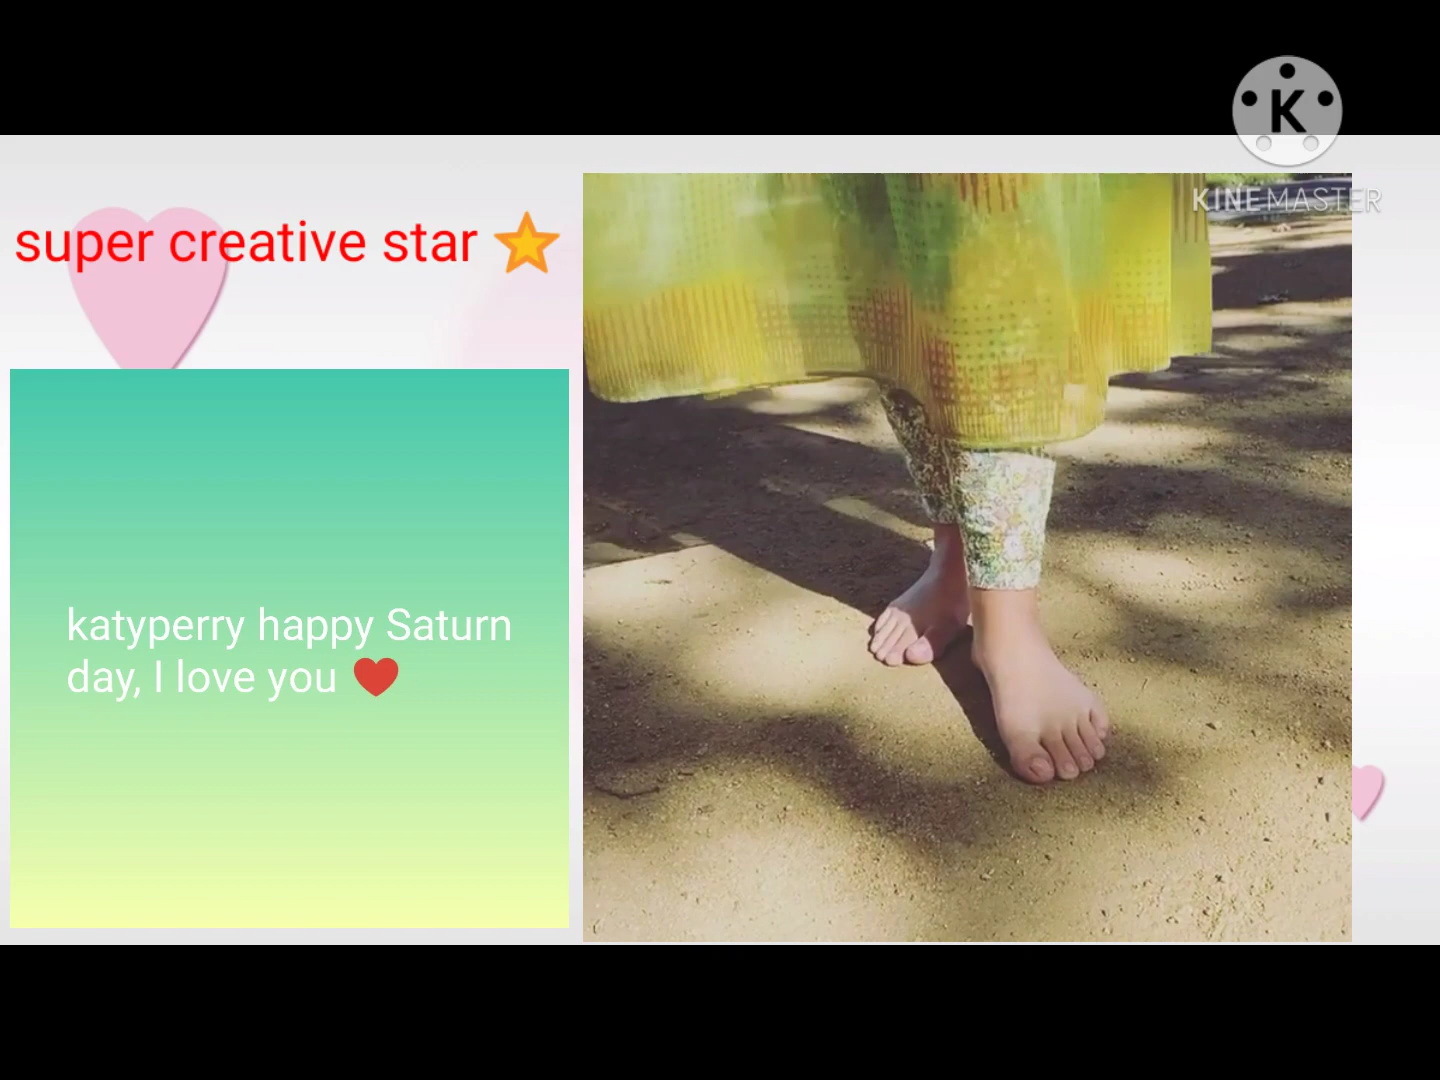 K
KINEMASTER
super creative star ⭐
katyperry happy Saturn
day, I love you ❤️